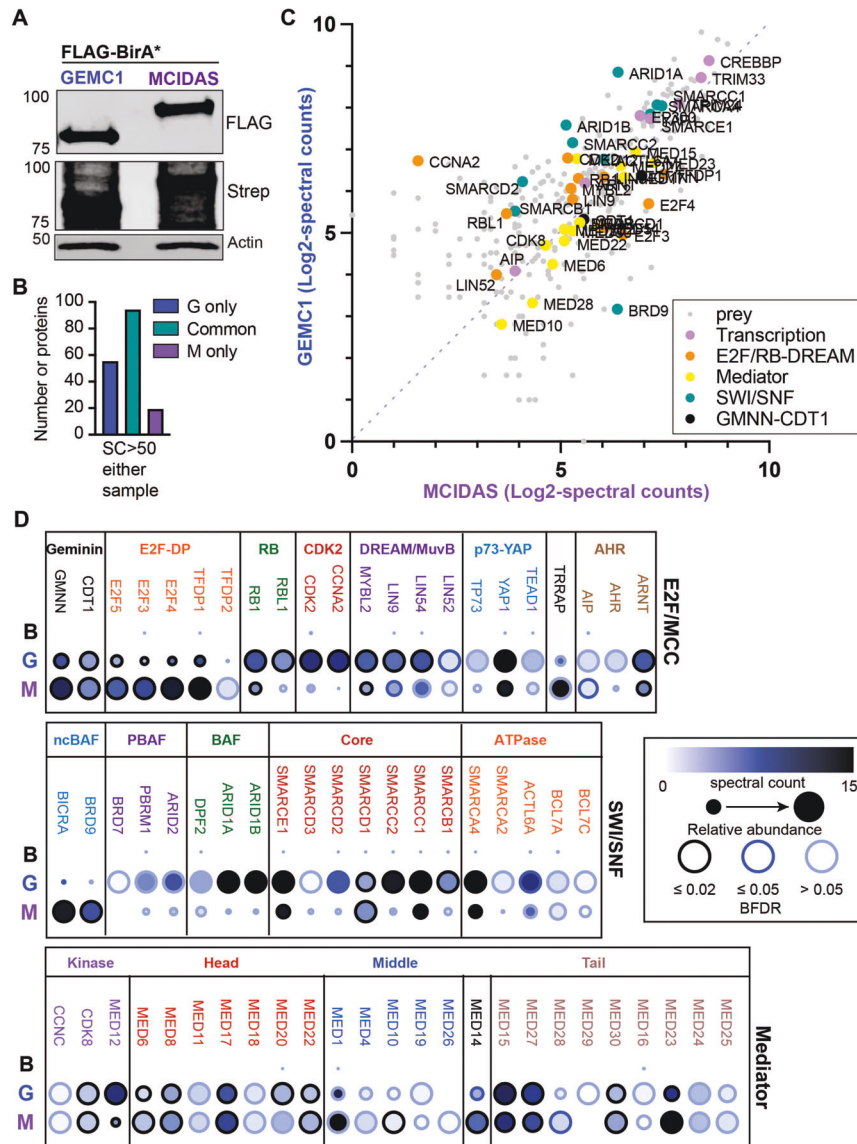 A
FLAG-BirA*
GEMC1 MCIDAS
100
75
FLAG
100
75
Strep
50
Actin
B
Number or proteins
100
80
60
40
20
0
SC>50
either
sample
G only
Common
M only
C
GEMC1 (Log2-spectral counts)
10
5
0
0 5 10
MCIDAS (Log2-spectral counts)
CREBBP
TRIM33
ARID1A
SMARCC1
SMARCA4
EP300
SMARCE1
ARID1B
SMARCC2
MED15
CCNA2
CDK2
MED23
TFDP1
SMARCD2
RB1
MYBL2
LIN9
E2F4
SMARCB1
RBL1
CDT1
E2F3
CDK8
MED22
AIP
MED6
LIN52
MED28
BRD9
MED10
prey
Transcription
E2F/RB-DREAM
Mediator
SWI/SNF
GMNN-CDT1
D
Geminin E2F-DP RB CDK2 DREAM/MuvB p73-YAP AHR
GMNN CDT1 E2F5 E2F3 E2F4 TFDP1 TFDP2 RB1 RBL1 CDK2 CCNA2 MYBL2 LIN9 LIN54 LIN52 TP73 YAP1 TEAD1 TRRAP AIP AHR ARNT
E2F/MCC
B
G
M
ncBAF PBAF BAF Core ATPase
BICRA BRD9 BRD7 PBRM1 ARID2 DPF2 ARID1A ARID1B SMARCE1 SMARCD3 SMARCD2 SMARCD1 SMARCC2 SMARCC1 SMARCB1 SMARCA4 SMARCA2 ACTL6A BCL7A BCL7C
SWI/SNF
B
G
M
0 15
spectral count
Relative abundance
≤ 0.02 ≤ 0.05 > 0.05
BFDR
Kinase Head Middle Tail
CCNC CDK8 MED12 MED6 MED8 MED11 MED17 MED18 MED20 MED22 MED1 MED4 MED10 MED19 MED26 MED14 MED15 MED27 MED28 MED29 MED30 MED16 MED23 MED24 MED25
Mediator
B
G
M